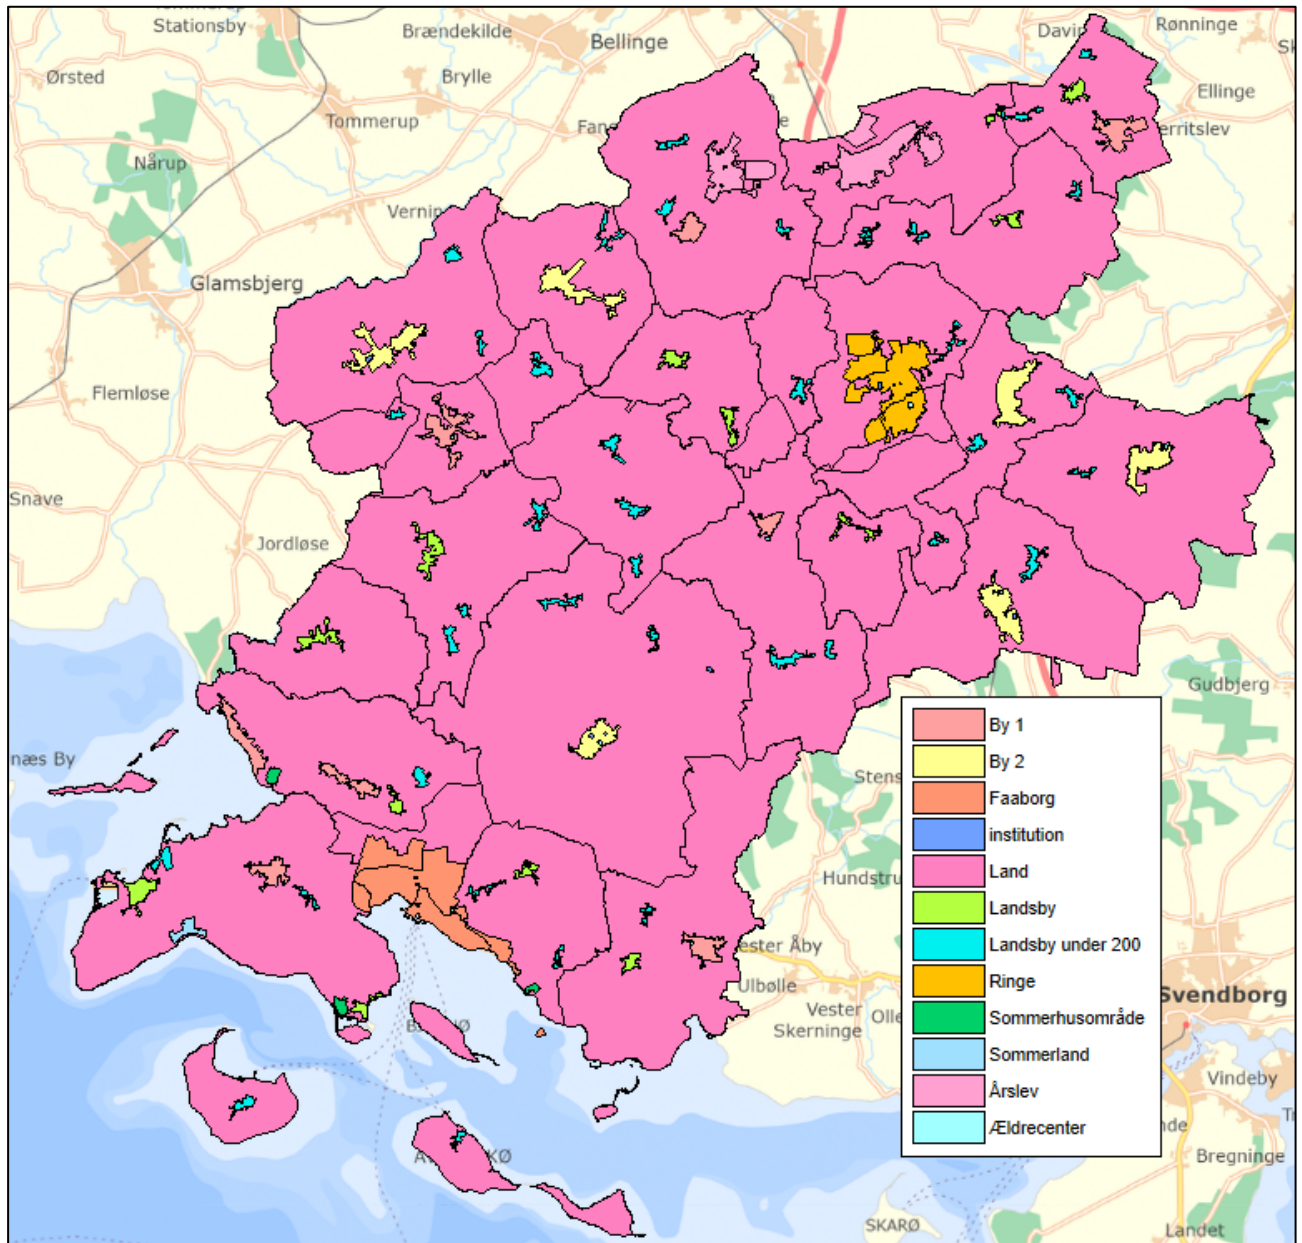 Stationsby
Brændekilde
Bellinge
Davi
Rønninge
Ørsted
Brylle
Ellinge
Tommerup
Fan
erritslev
Nårup
Vernin
Glamsbjerg
Flemløse
Snave
Jordløse
Gudbjerg
næs By
Stens
Hundstru
ester Åby
Ulbølle
Vester
Skerninge
Olle
Svendborg
Vindeby
Bregninge
SKARØ
Landet
By 1
By 2
Faaborg
institution
Land
Landsby
Landsby under 200
Ringe
Sommerhusområde
Sommerland
Årslev
Ældrecenter